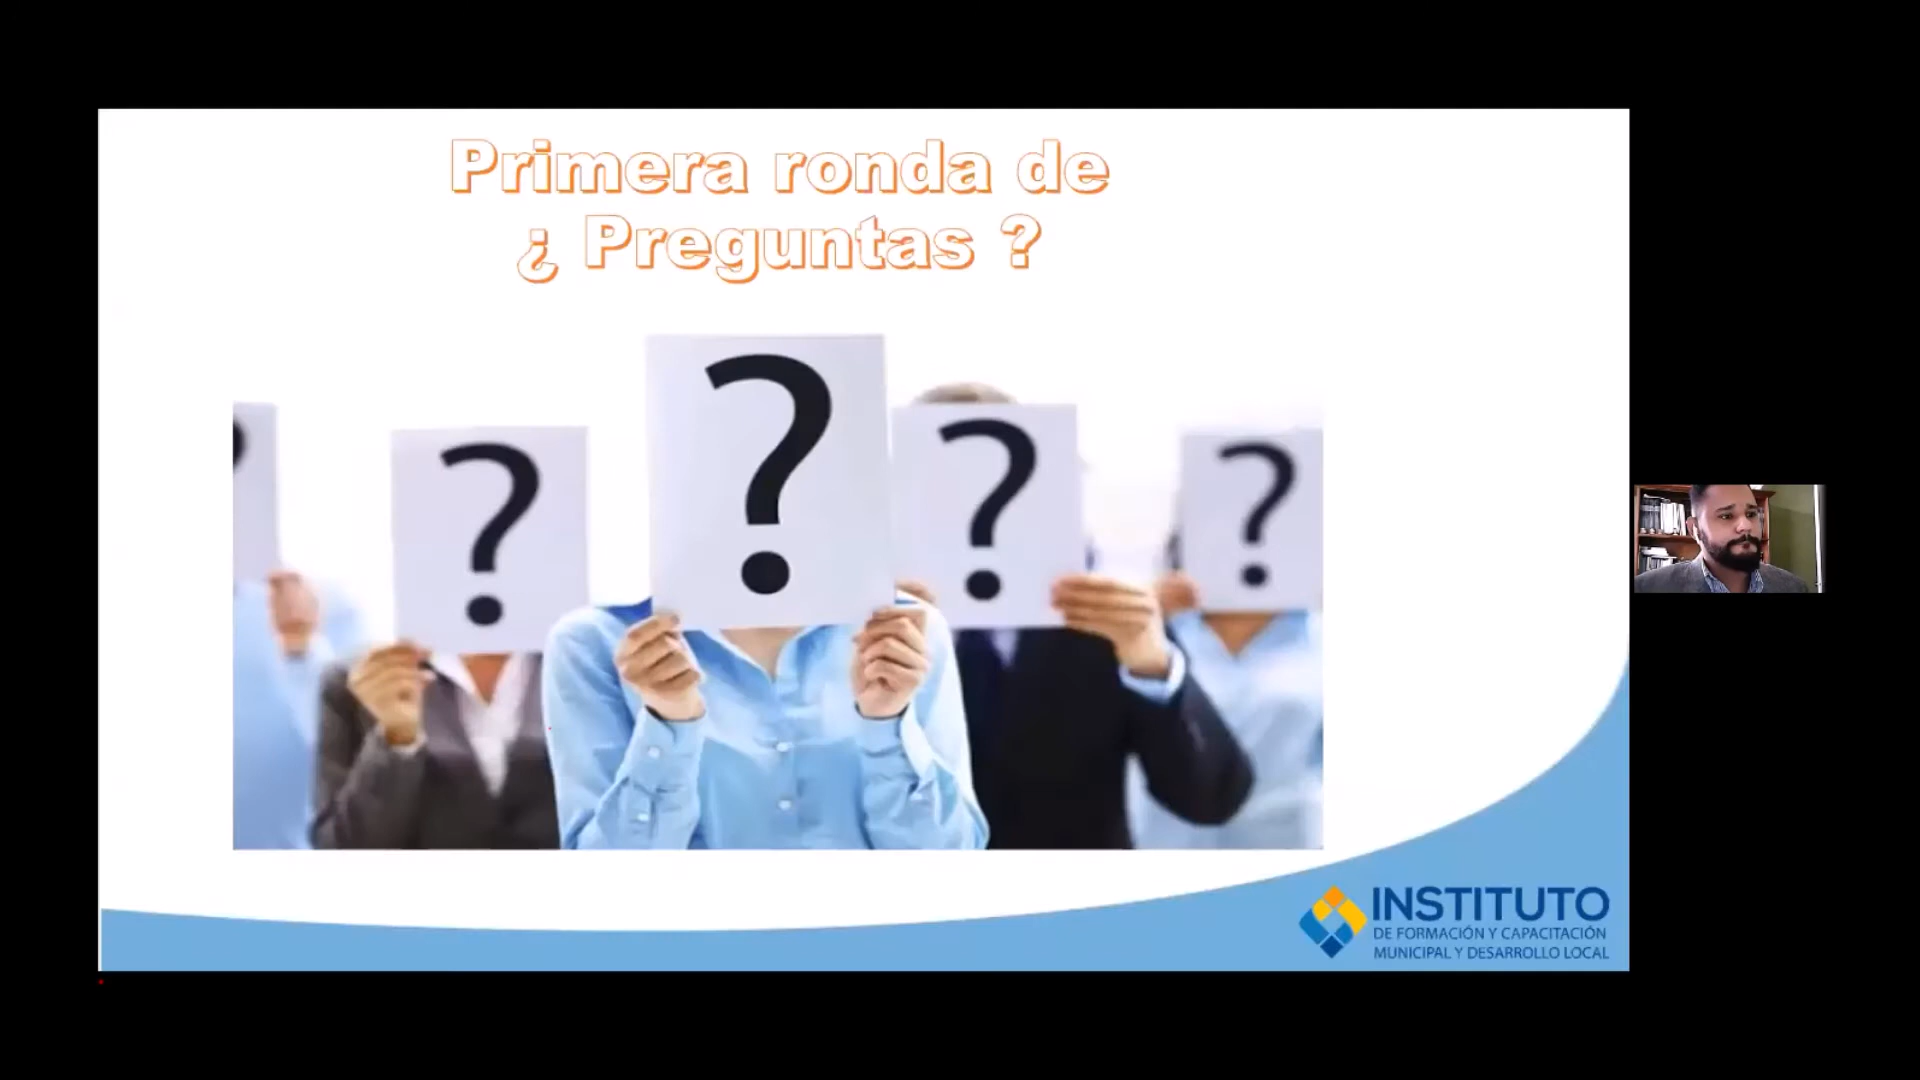 Primera ronda de
¿ Preguntas ?
?
?
?
?
?
INSTITUTO
DE FORMACIÓN Y CAPACITACIÓN
MUNICIPAL Y DESARROLLO LOCAL